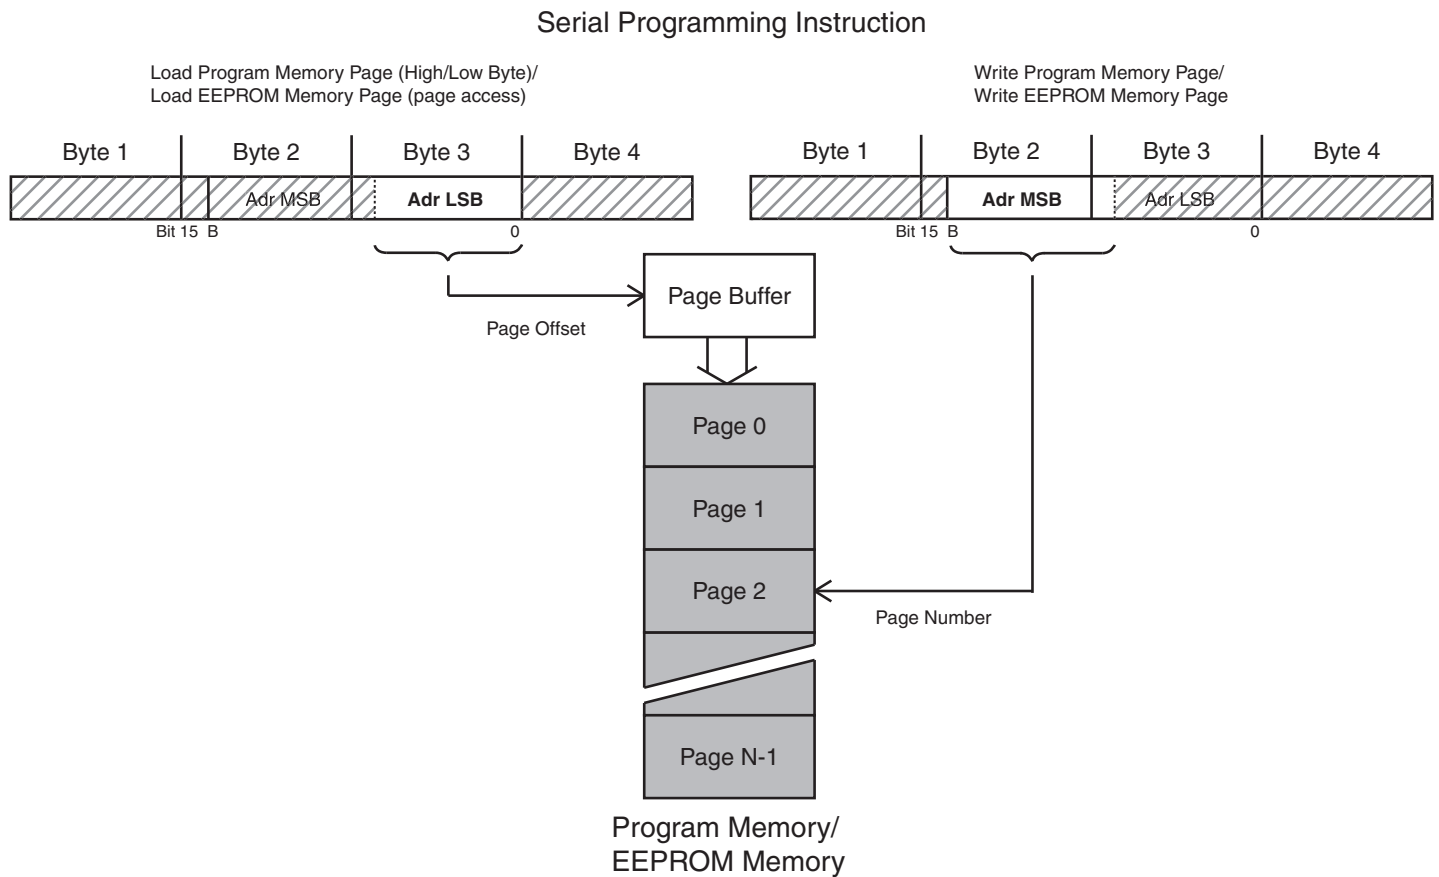 Serial Programming Instruction
Load Program Memory Page (High/Low Byte)/
Load EEPROM Memory Page (page access)
Write Program Memory Page/
Write EEPROM Memory Page
Byte 1 Byte 2 Byte 3 Byte 4
Adr MSB Adr LSB
Bit 15 B 0
Byte 1 Byte 2 Byte 3 Byte 4
Adr MSB Adr LSB
Bit 15 B 0
Page Buffer
Page Offset
Page 0
Page 1
Page 2
Page Number
Page N-1
Program Memory/
EEPROM Memory